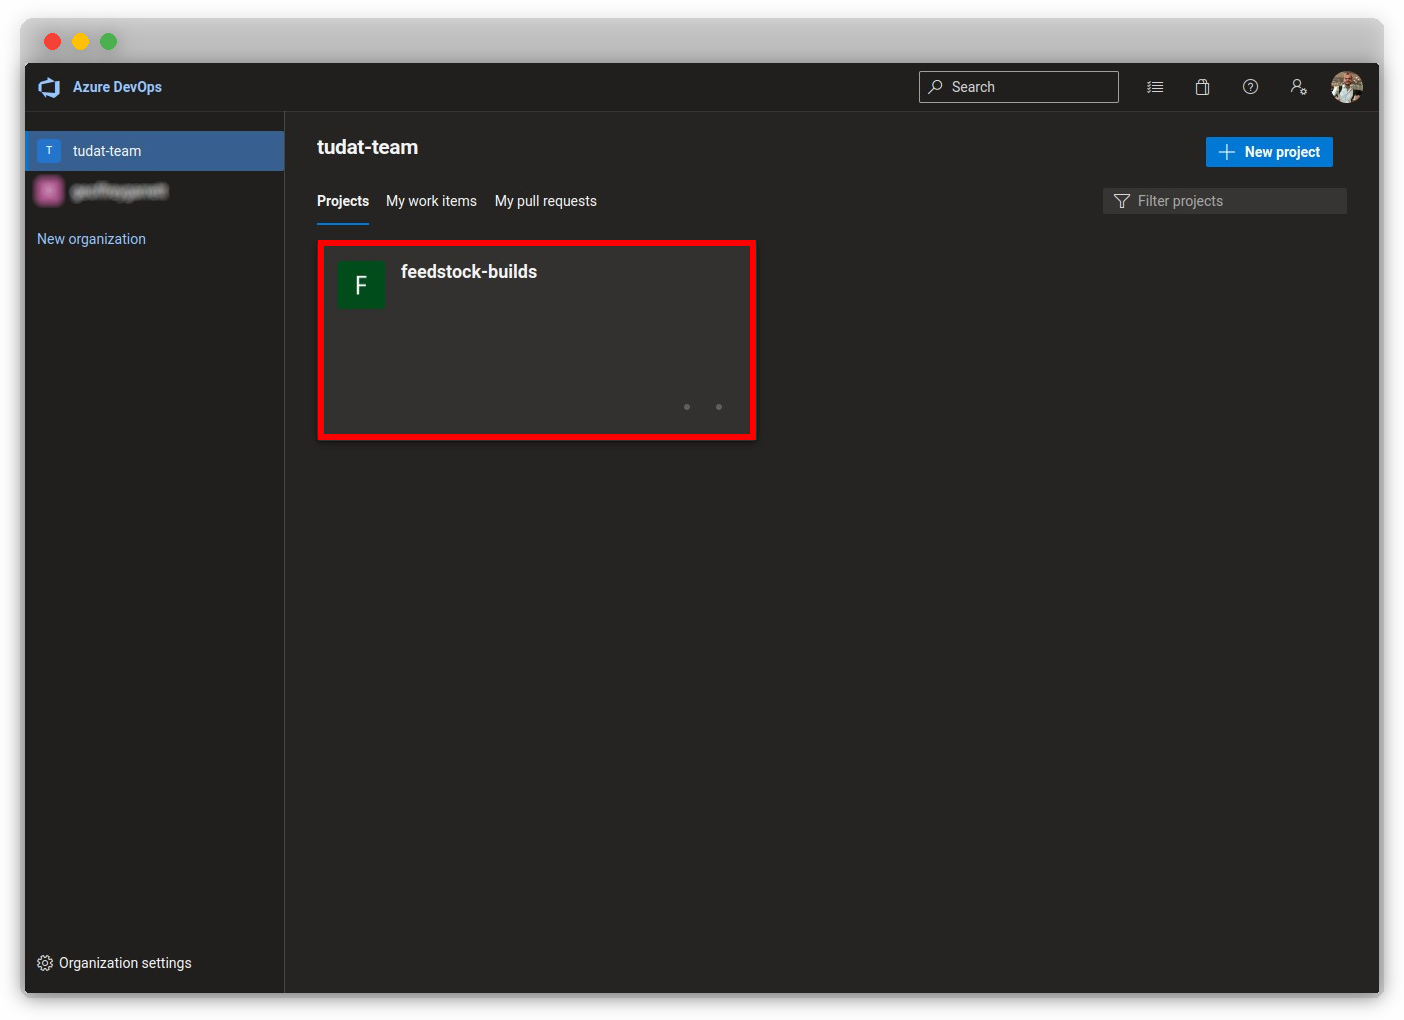 Azure DevOps
Search
T
tudat-team
New organization
tudat-team
New project
Projects
My work items
My pull requests
Filter projects
F
feedstock-builds
Organization settings